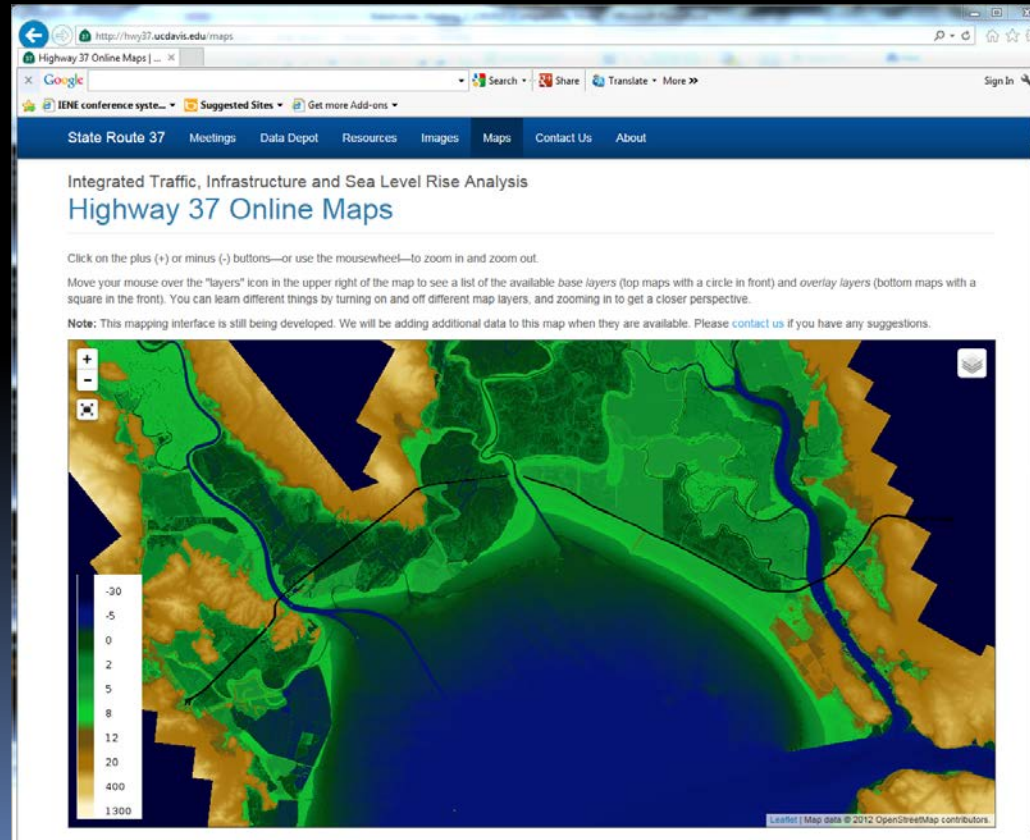 http://hwy37.ucdavis.edu/maps
Highway 37 Online Maps | ...
Google
Search
Share
Translate
More »
Sign In
IENE conference syste...
Suggested Sites
Get more Add-ons
State Route 37
Meetings
Data Depot
Resources
Images
Maps
Contact Us
About
Integrated Traffic, Infrastructure and Sea Level Rise Analysis
Highway 37 Online Maps
Click on the plus (+) or minus (-) buttons—or use the mousewheel—to zoom in and zoom out.
Move your mouse over the "layers" icon in the upper right of the map to see a list of the available base layers (top maps with a circle in front) and overlay layers (bottom maps with a
square in the front). You can learn different things by turning on and off different map layers, and zooming in to get a closer perspective.
Note: This mapping interface is still being developed. We will be adding additional data to this map when they are available. Please contact us if you have any suggestions.
+
-
-30
-5
0
2
5
8
12
20
400
1300
Leaflet | Map data © 2012 OpenStreetMap contributors.